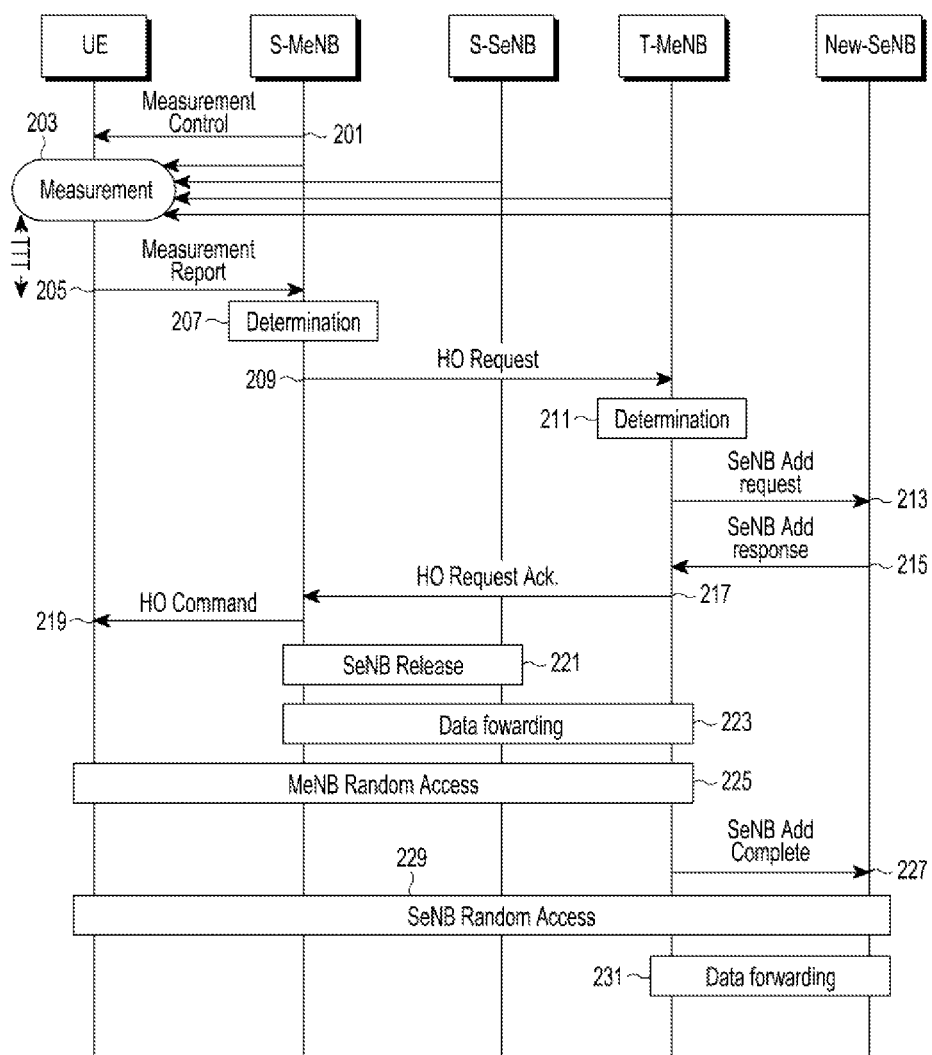 UE
S-MeNB
S-SeNB
T-MeNB
New-SeNB
Measurement
Control
201
203
Measurement
TTT
Measurement
Report
205
207
Determination
HO Request
209
211
Determination
SeNB Add
request
213
SeNB Add
response
215
HO Request Ack.
217
HO Command
219
SeNB Release
221
Data fowarding
223
MeNB Random Access
225
SeNB Add
Complete
227
229
SeNB Random Access
231
Data forwarding